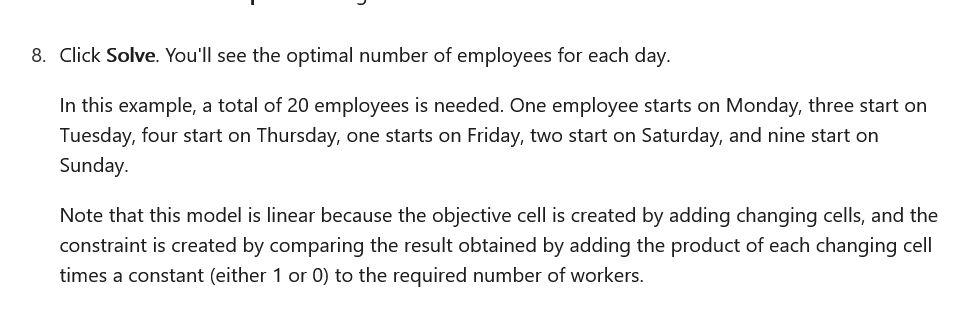 8. Click Solve. You'll see the optimal number of employees for each day.
In this example, a total of 20 employees is needed. One employee starts on Monday, three start on
Tuesday, four start on Thursday, one starts on Friday, two start on Saturday, and nine start on
Sunday.
Note that this model is linear because the objective cell is created by adding changing cells, and the
constraint is created by comparing the result obtained by adding the product of each changing cell
times a constant (either 1 or 0) to the required number of workers.